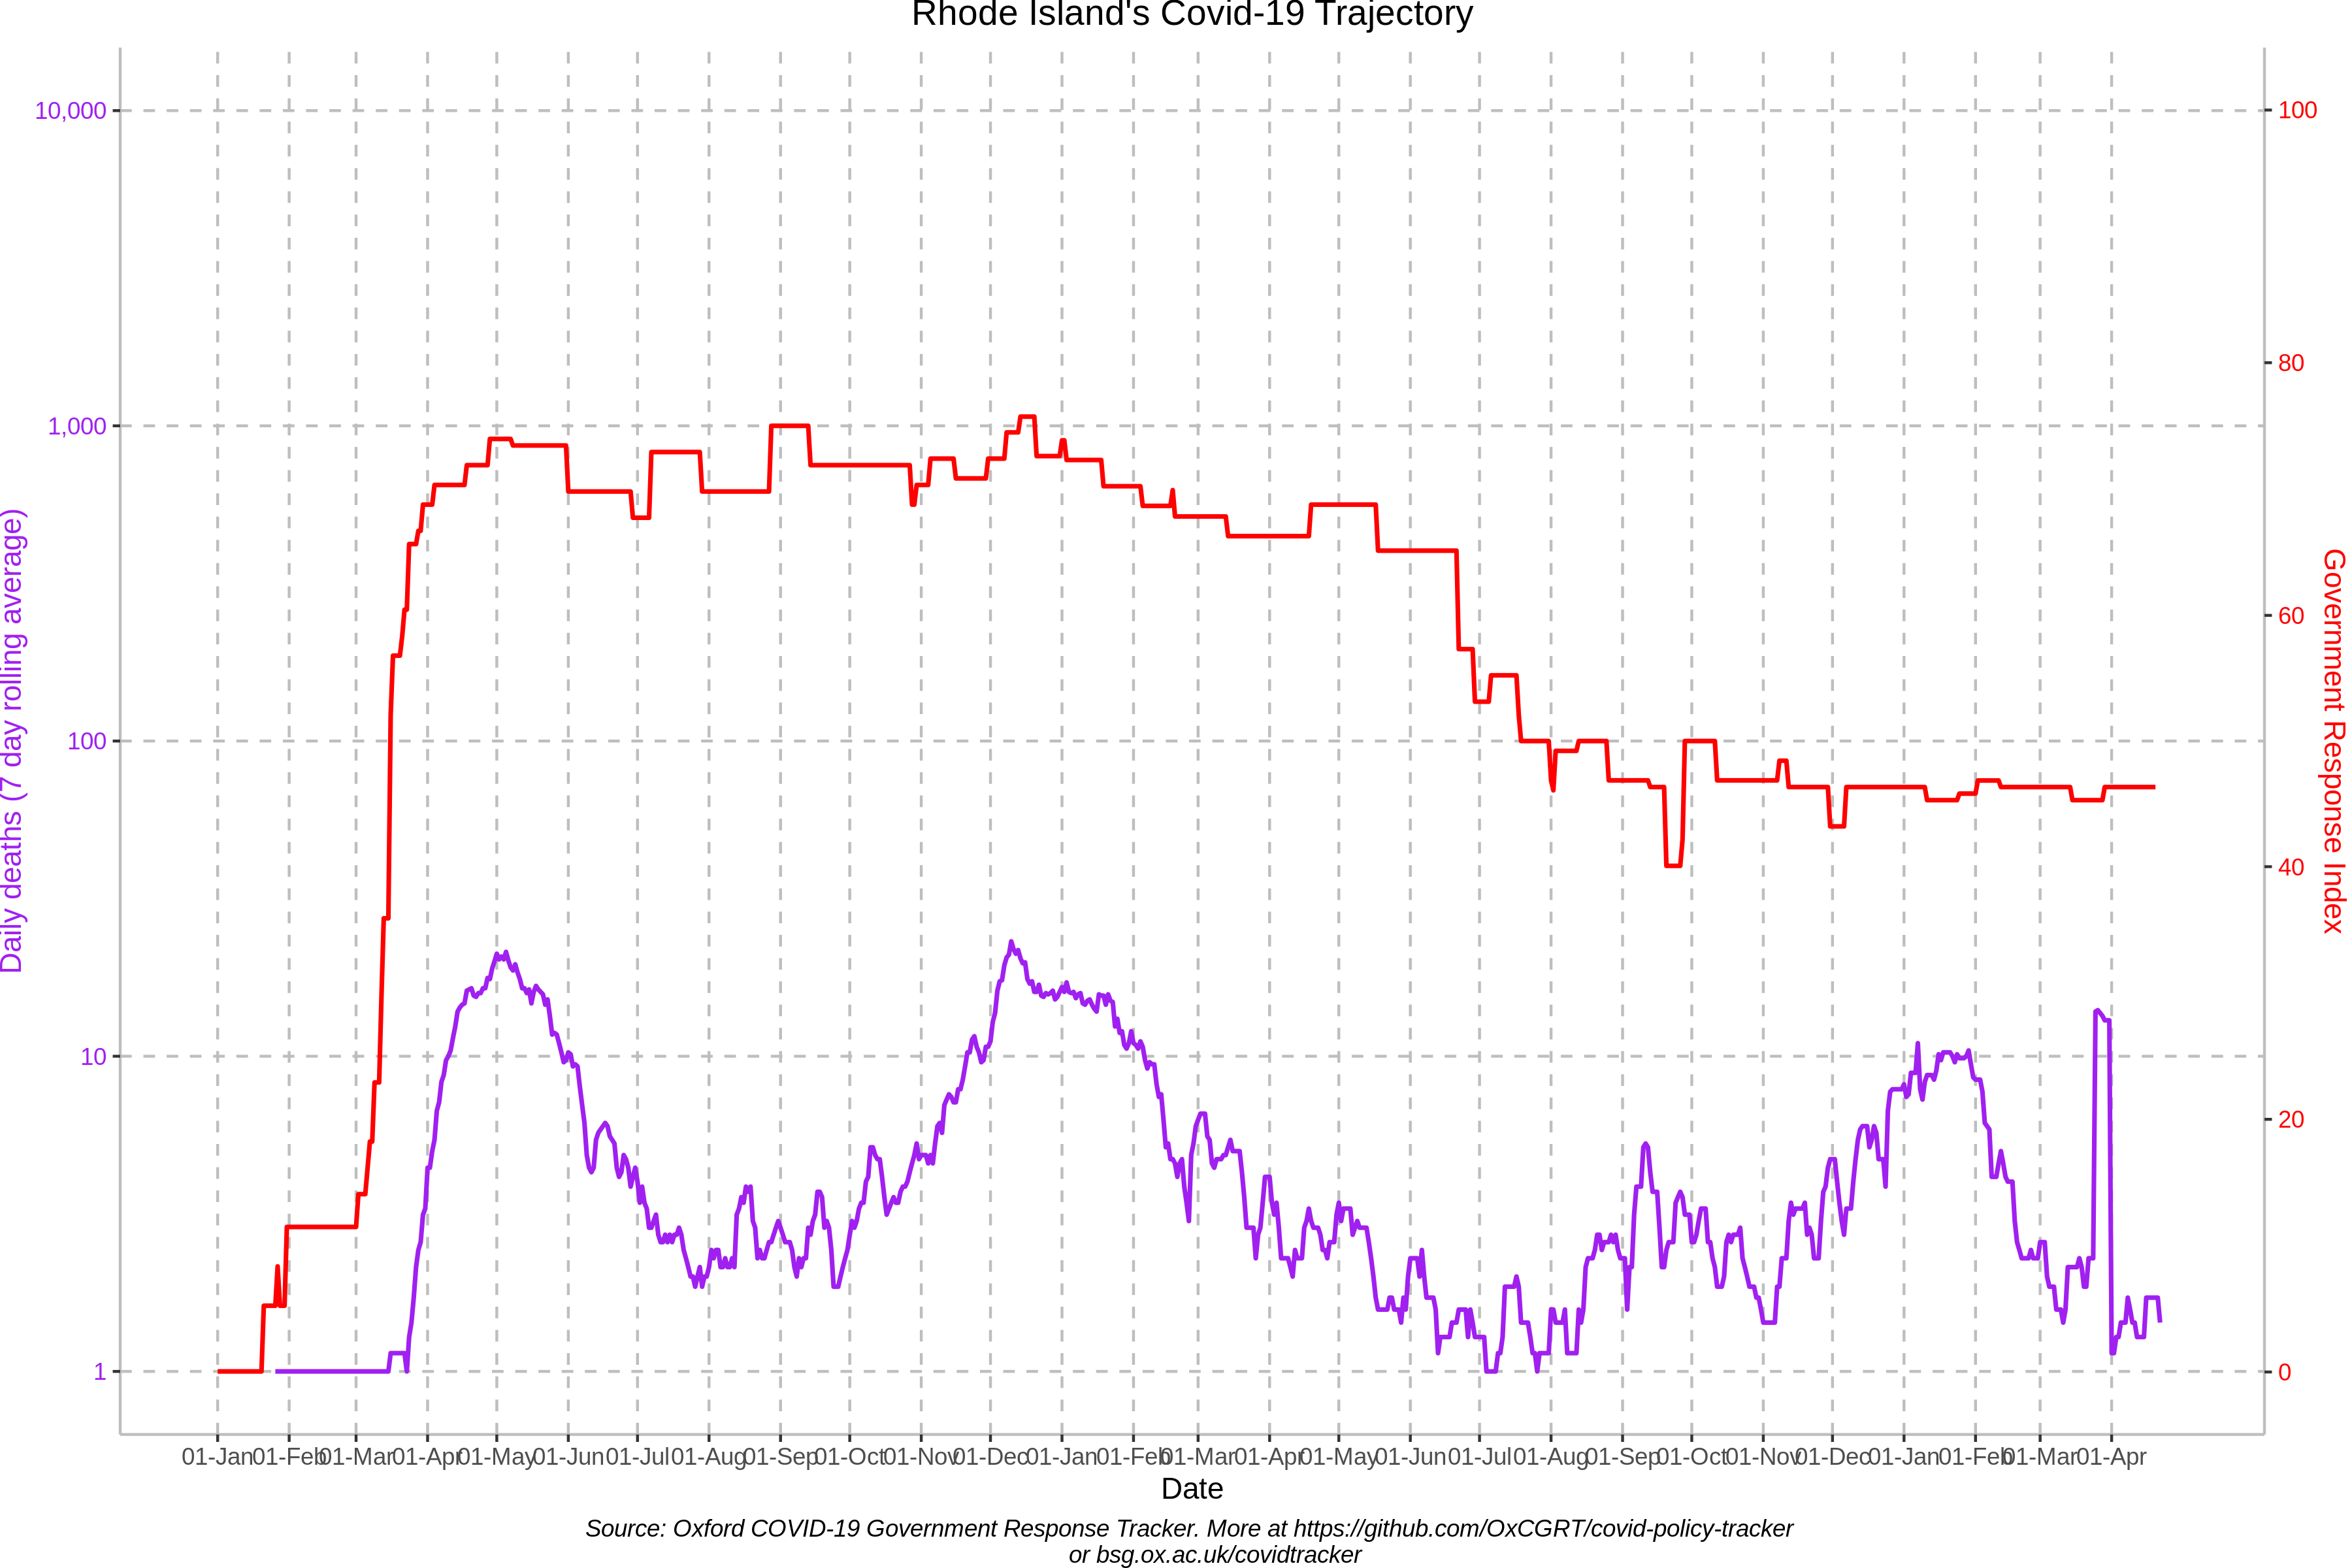 Rhode Island's Covid-19 Trajectory
10,000
1,000
100
10
1
Daily deaths (7 day rolling average)
100
80
60
40
20
0
Government Response Index
01-Jan 01-Feb 01-Mar 01-Apr 01-May 01-Jun 01-Jul 01-Aug 01-Sep 01-Oct 01-Nov 01-Dec 01-Jan 01-Feb 01-Mar 01-Apr 01-May 01-Jun 01-Jul 01-Aug 01-Sep 01-Oct 01-Nov 01-Dec 01-Jan 01-Feb 01-Mar 01-Apr
Date
Source: Oxford COVID-19 Government Response Tracker. More at https://github.com/OxCGRT/covid-policy-tracker
or bsg.ox.ac.uk/covidtracker